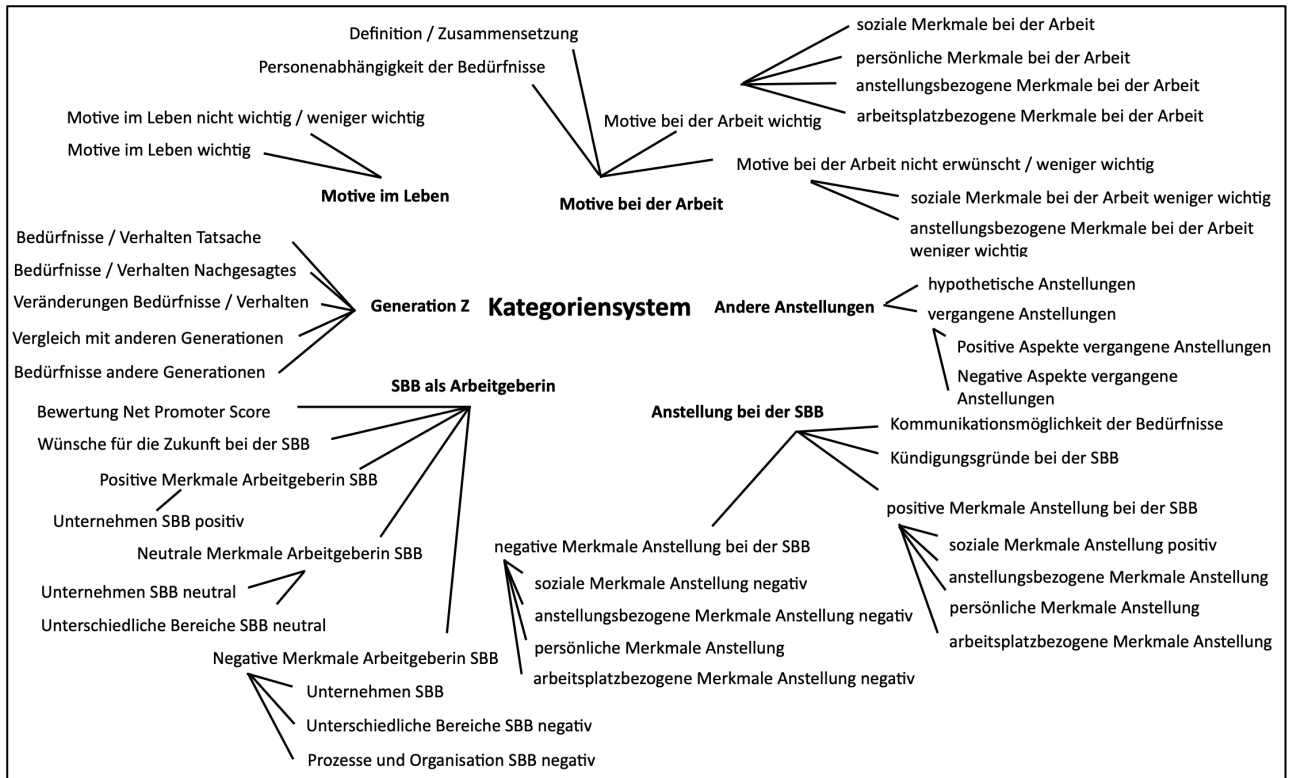 Definition / Zusammensetzung
Personenabhängigkeit der Bedürfnisse
soziale Merkmale bei der Arbeit
persönliche Merkmale bei der Arbeit
anstellungsbezogene Merkmale bei der Arbeit
arbeitsplatzbezogene Merkmale bei der Arbeit
Motive im Leben nicht wichtig / weniger wichtig
Motive im Leben wichtig
Motive im Leben
Motive bei der Arbeit wichtig
Motive bei der Arbeit nicht erwünscht / weniger wichtig
Motive bei der Arbeit
soziale Merkmale bei der Arbeit weniger wichtig
anstellungsbezogene Merkmale bei der Arbeit
weniger wichtig
Bedürfnisse / Verhalten Tatsache
Bedürfnisse / Verhalten Nachgesagtes
Veränderungen Bedürfnisse / Verhalten
Vergleich mit anderen Generationen
Bedürfnisse andere Generationen
Generation Z
Kategoriensystem
Andere Anstellungen
hypothetische Anstellungen
vergangene Anstellungen
Positive Aspekte vergangene Anstellungen
Negative Aspekte vergangene
Anstellungen
SBB als Arbeitgeberin
Bewertung Net Promoter Score
Wünsche für die Zukunft bei der SBB
Positive Merkmale Arbeitgeberin SBB
Unternehmen SBB positiv
Neutrale Merkmale Arbeitgeberin SBB
Unternehmen SBB neutral
Unterschiedliche Bereiche SBB neutral
Negative Merkmale Arbeitgeberin SBB
Unternehmen SBB
Unterschiedliche Bereiche SBB negativ
Prozesse und Organisation SBB negativ
Anstellung bei der SBB
Kommunikationsmöglichkeit der Bedürfnisse
Kündigungsgründe bei der SBB
positive Merkmale Anstellung bei der SBB
soziale Merkmale Anstellung positiv
anstellungsbezogene Merkmale Anstellung
persönliche Merkmale Anstellung
arbeitsplatzbezogene Merkmale Anstellung
negative Merkmale Anstellung bei der SBB
soziale Merkmale Anstellung negativ
anstellungsbezogene Merkmale Anstellung negativ
persönliche Merkmale Anstellung
arbeitsplatzbezogene Merkmale Anstellung negativ